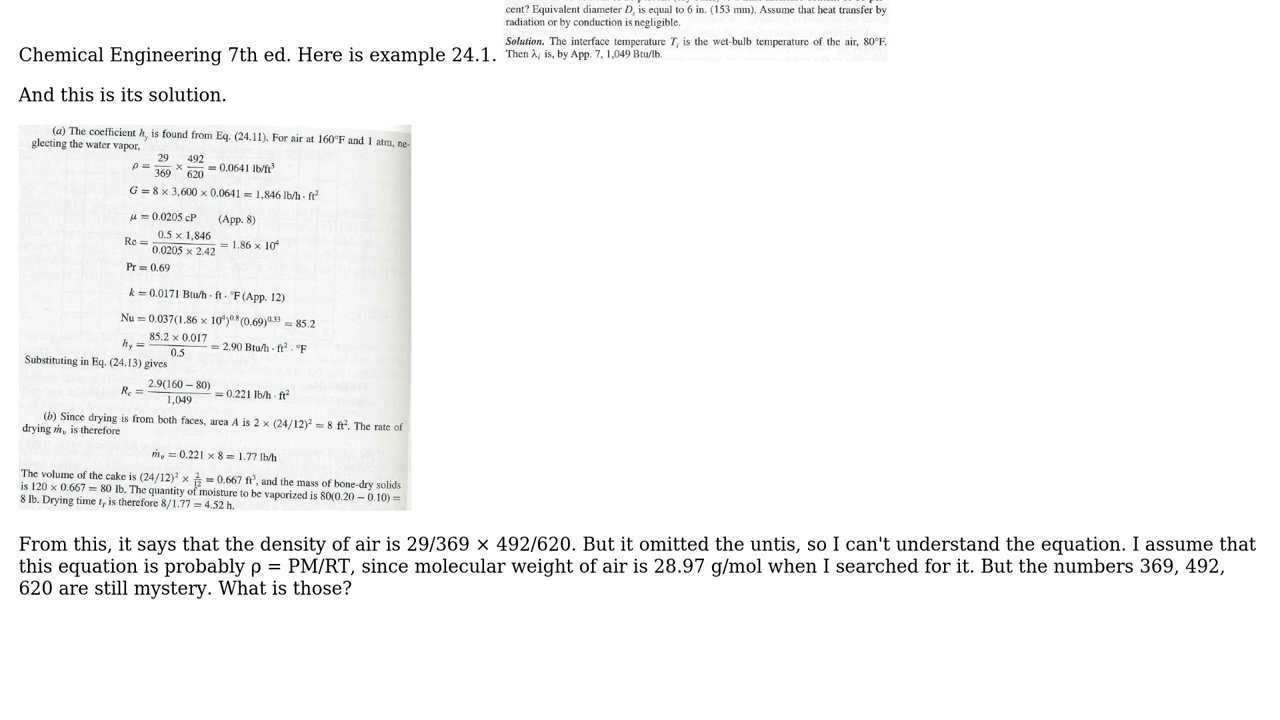 cent? Equivalent diameter De is equal to 6 in. (153 mm). Assume that heat transfer by
radiation or by conduction is negligible.
Solution. The interface temperature Ti is the wet-bulb temperature of the air, 80°F.
Then λi is, by App. 7, 1,049 Btu/lb.
Chemical Engineering 7th ed. Here is example 24.1.
And this is its solution.
(a) The coefficient hy is found from Eq. (24.11). For air at 160°F and 1 atm, ne-
glecting the water vapor,
ρ = 29/369 × 492/620 = 0.0641 lb/ft³
G = 8 × 3,600 × 0.0641 = 1,846 lb/h · ft²
μ = 0.0205 cP (App. 8)
Re = 0.5 × 1,846 / 0.0205 × 2.42 = 1.86 × 10⁴
Pr = 0.69
k = 0.0171 Btu/h · ft · °F (App. 12)
Nu = 0.037(1.86 × 10⁴)^0.8 (0.69)^0.33 = 85.2
hy = 85.2 × 0.017 / 0.5 = 2.90 Btu/h · ft² · °F
Substituting in Eq. (24.13) gives
Rc = 2.9(160 − 80) / 1,049 = 0.221 lb/h · ft²
(b) Since drying is from both faces, area A is 2 × (24/12)² = 8 ft². The rate of
drying ṁv is therefore
ṁv = 0.221 × 8 = 1.77 lb/h
The volume of the cake is (24/12)² × 2/12 = 0.667 ft³, and the mass of bone-dry solids
is 120 × 0.667 = 80 lb. The quantity of moisture to be vaporized is 80(0.20 − 0.10) =
8 lb. Drying time tT is therefore 8/1.77 = 4.52 h.
From this, it says that the density of air is 29/369 × 492/620. But it omitted the untis, so I can't understand the equation. I assume that
this equation is probably ρ = PM/RT, since molecular weight of air is 28.97 g/mol when I searched for it. But the numbers 369, 492,
620 are still mystery. What is those?